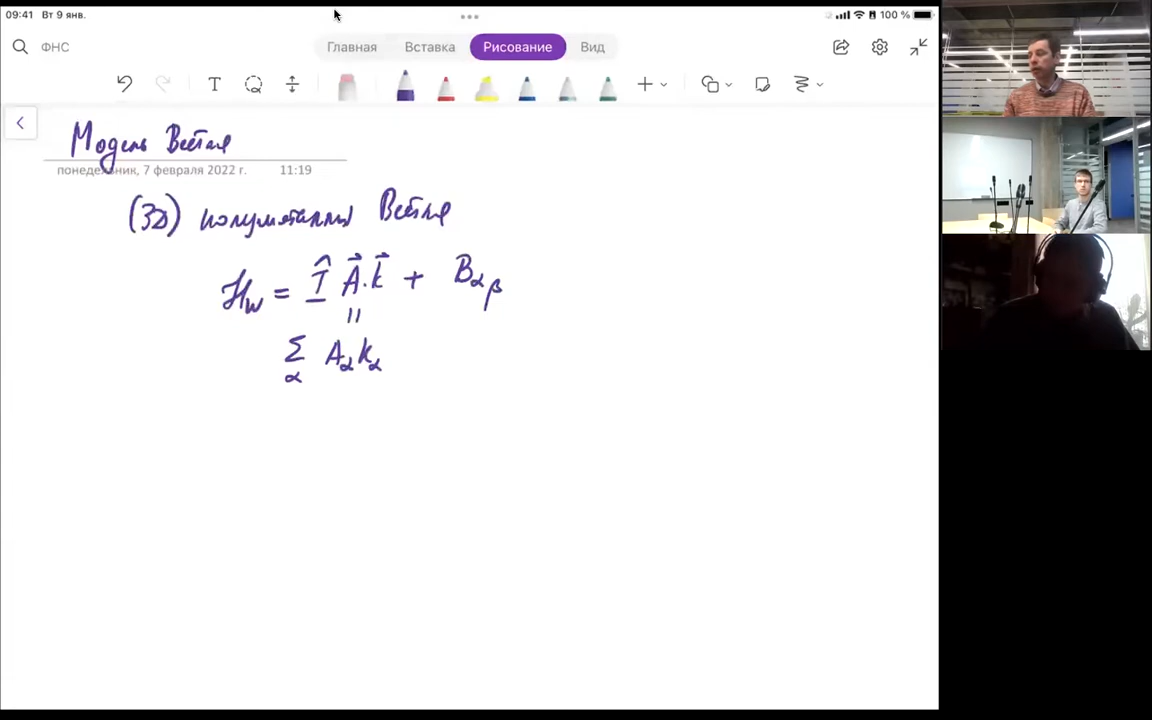 09:41 Вт 9 янв.
100 %
ФНС
Главная Вставка Рисование Вид
Модель Вейля
понедельник, 7 февраля 2022 г. 11:19
(3D) полуметаллы Вейля
H_W = Î A⃗·k⃗ + B_αβ
||
Σ_α A_α k_α